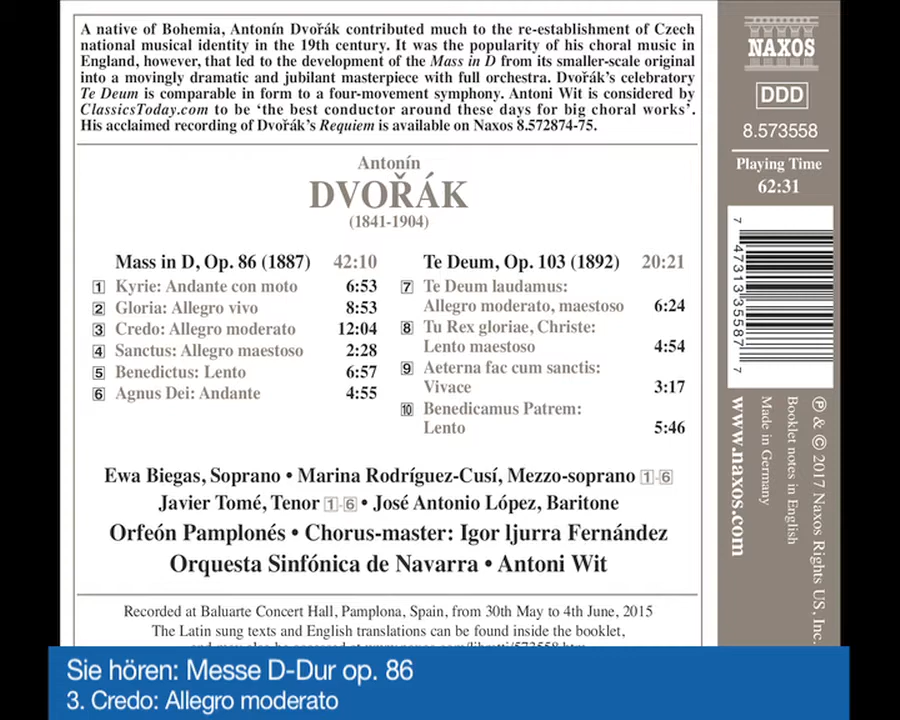 A native of Bohemia, Antonín Dvořák contributed much to the re-establishment of Czech
national musical identity in the 19th century. It was the popularity of his choral music in
England, however, that led to the development of the Mass in D from its smaller-scale original
into a movingly dramatic and jubilant masterpiece with full orchestra. Dvořák's celebratory
Te Deum is comparable in form to a four-movement symphony. Antoni Wit is considered by
ClassicsToday.com to be ‘the best conductor around these days for big choral works’.
His acclaimed recording of Dvořák's Requiem is available on Naxos 8.572874-75.
Antonín
DVOŘÁK
(1841-1904)
Mass in D, Op. 86 (1887) 42:10
1 Kyrie: Andante con moto 6:53
2 Gloria: Allegro vivo 8:53
3 Credo: Allegro moderato 12:04
4 Sanctus: Allegro maestoso 2:28
5 Benedictus: Lento 6:57
6 Agnus Dei: Andante 4:55
Te Deum, Op. 103 (1892) 20:21
7 Te Deum laudamus:
Allegro moderato, maestoso 6:24
8 Tu Rex gloriae, Christe:
Lento maestoso 4:54
9 Aeterna fac cum sanctis:
Vivace 3:17
10 Benedicamus Patrem:
Lento 5:46
Ewa Biegas, Soprano • Marina Rodríguez-Cusí, Mezzo-soprano 1-6
Javier Tomé, Tenor 1-6 • José Antonio López, Baritone
Orfeón Pamplonés • Chorus-master: Igor Ijurra Fernández
Orquesta Sinfónica de Navarra • Antoni Wit
Recorded at Baluarte Concert Hall, Pamplona, Spain, from 30th May to 4th June, 2015
The Latin sung texts and English translations can be found inside the booklet,
NAXOS
DDD
8.573558
Playing Time
62:31
7 47313 35587 7
℗ & © 2017 Naxos Rights US, Inc.
Booklet notes in English
Made in Germany
www.naxos.com
Sie hören: Messe D-Dur op. 86
3. Credo: Allegro moderato